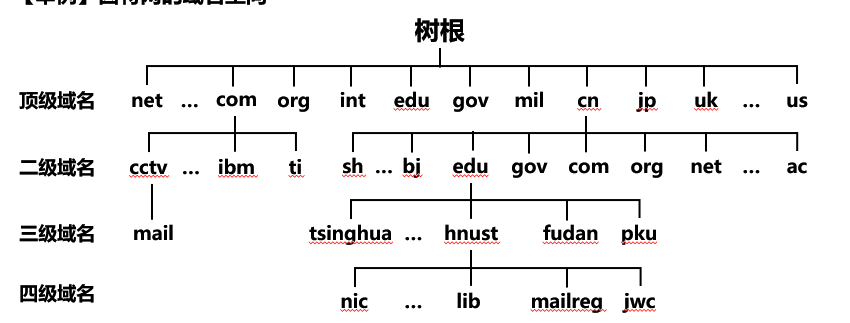 树根
顶级域名 net ... com org int edu gov mil cn jp uk ... us
二级域名 cctv ... ibm ti sh ... bj edu gov com org net ... ac
三级域名 mail tsinghua ... hnust fudan pku
四级域名 nic ... lib mailreg jwc